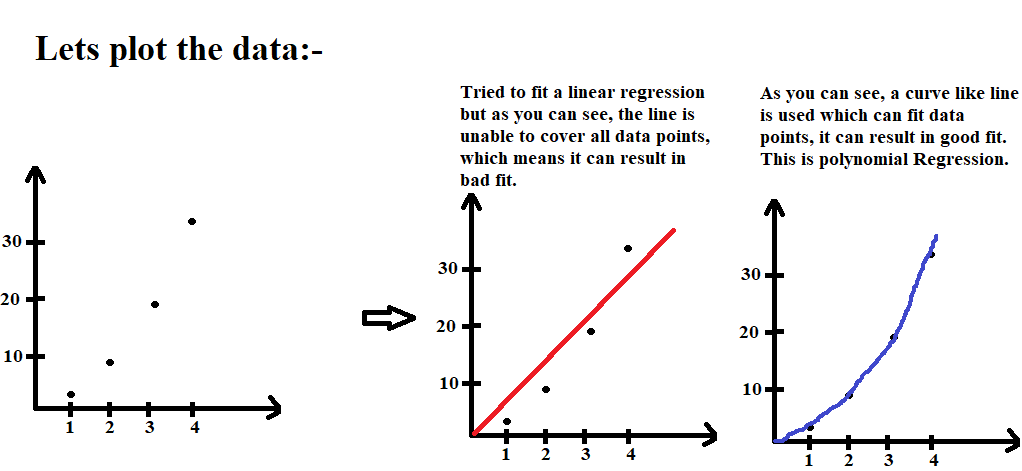 Lets plot the data:-
Tried to fit a linear regression
but as you can see, the line is
unable to cover all data points,
which means it can result in
bad fit.
As you can see, a curve like line
is used which can fit data
points, it can result in good fit.
This is polynomial Regression.
30
20
10
1 2 3 4
30
20
10
1 2 3 4
30
20
10
1 2 3 4